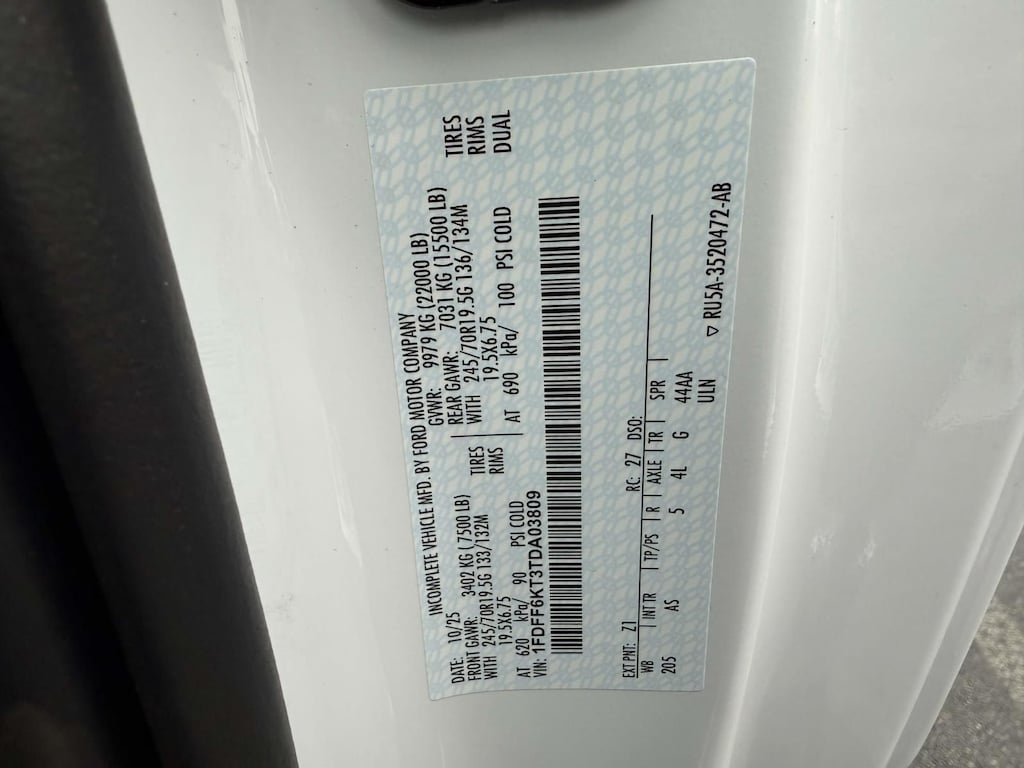 INCOMPLETE VEHICLE MFD. BY FORD MOTOR COMPANY
DATE: 10/25 GVWR: 9979 KG (22000 LB)
FRONT GAWR: 3402 KG (7500 LB) REAR GAWR: 7031 KG (15500 LB)
WITH 245/70R19.5G 133/132M TIRES WITH 245/70R19.5G 136/134M TIRES
19.5X6.75 RIMS 19.5X6.75 RIMS
AT 620 kPa/ 90 PSI COLD AT 690 kPa/ 100 PSI COLD DUAL
VIN: 1FDFF6KT3TDA03809
EXT PNT: Z1 RC: 27 DSO:
WB INT TR TP/PS R AXLE TR SPR
205 AS 5 4L G 44AA
ULN
▽ RU5A-3520472-AB